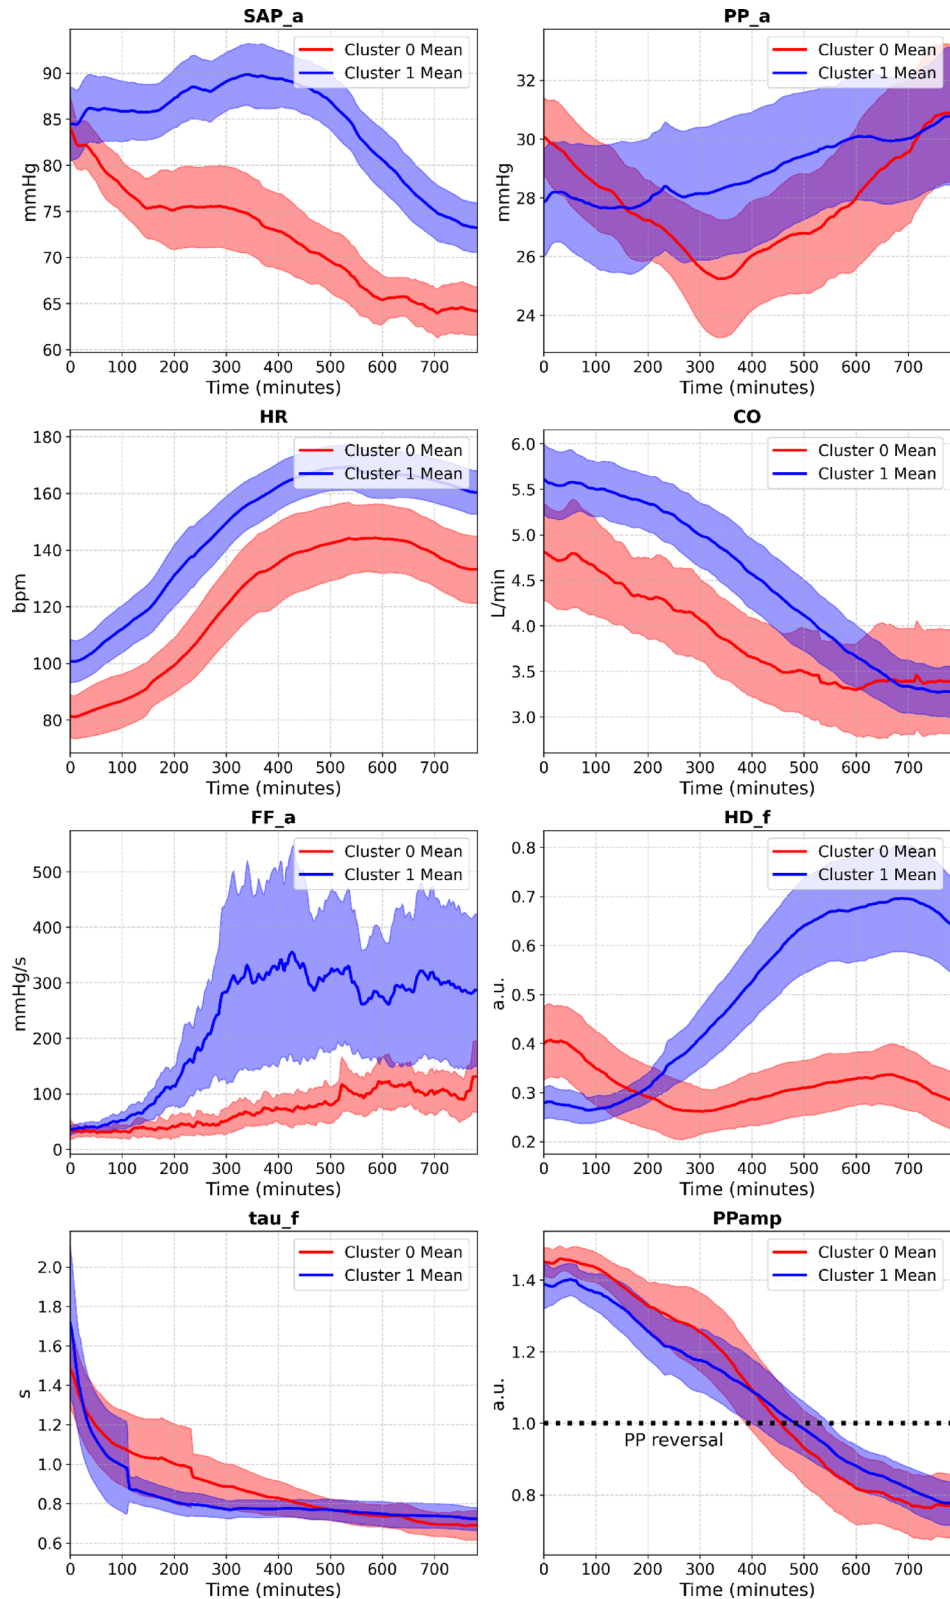 SAP_a
mmHg
90
85
80
75
70
65
60
Cluster 0 Mean
Cluster 1 Mean
0 100 200 300 400 500 600 700
Time (minutes)
PP_a
mmHg
32
30
28
26
24
Cluster 0 Mean
Cluster 1 Mean
0 100 200 300 400 500 600 700
Time (minutes)
HR
bpm
180
160
140
120
100
80
Cluster 0 Mean
Cluster 1 Mean
0 100 200 300 400 500 600 700
Time (minutes)
CO
L/min
6.0
5.5
5.0
4.5
4.0
3.5
3.0
Cluster 0 Mean
Cluster 1 Mean
0 100 200 300 400 500 600 700
Time (minutes)
FF_a
mmHg/s
500
400
300
200
100
0
Cluster 0 Mean
Cluster 1 Mean
0 100 200 300 400 500 600 700
Time (minutes)
HD_f
a.u.
0.8
0.7
0.6
0.5
0.4
0.3
0.2
Cluster 0 Mean
Cluster 1 Mean
0 100 200 300 400 500 600 700
Time (minutes)
tau_f
s
2.0
1.8
1.6
1.4
1.2
1.0
0.8
0.6
Cluster 0 Mean
Cluster 1 Mean
0 100 200 300 400 500 600 700
Time (minutes)
PPamp
a.u.
1.4
1.2
1.0
0.8
Cluster 0 Mean
Cluster 1 Mean
PP reversal
0 100 200 300 400 500 600 700
Time (minutes)